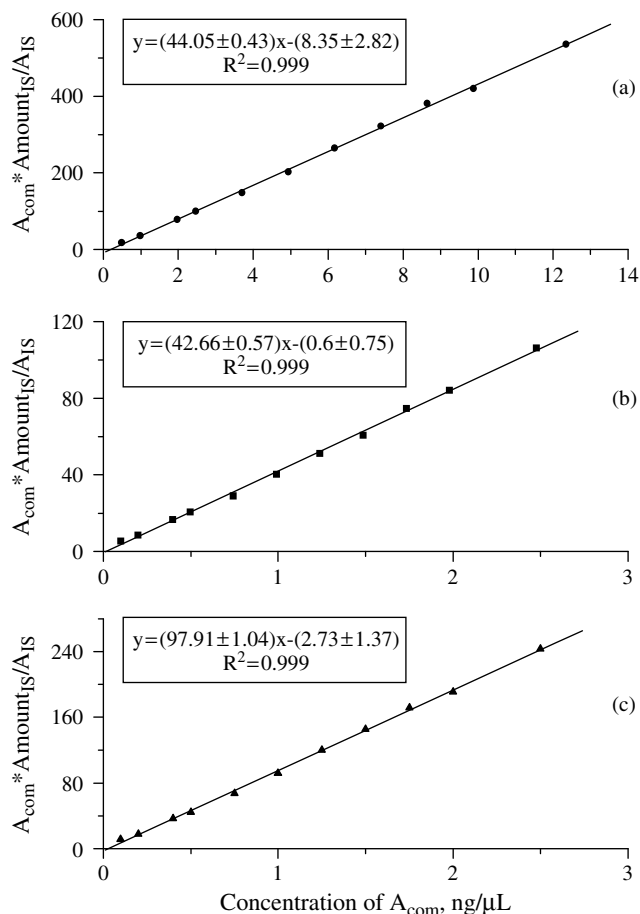 600
y=(44.05±0.43)x-(8.35±2.82)
R²=0.999
400
(a)
200
0
0 2 4 6 8 10 12 14
A_com*Amount_IS/A_IS
120
y=(42.66±0.57)x-(0.6±0.75)
R²=0.999
80
(b)
40
0
0 1 2 3
A_com*Amount_IS/A_IS
y=(97.91±1.04)x-(2.73±1.37)
R²=0.999
240
(c)
160
80
0
0 1 2 3
A_com*Amount_IS/A_IS
Concentration of A_com, ng/µL